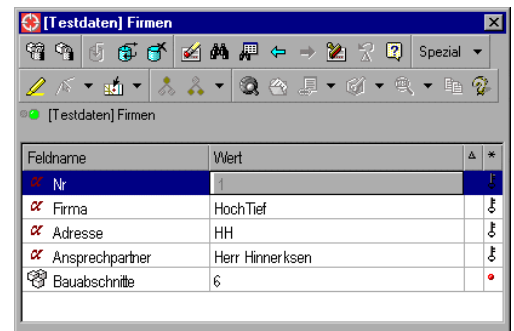 [Testdaten] Firmen
Spezial
[Testdaten] Firmen
Feldname Wert Δ *
α Nr 1
α Firma HochTief
α Adresse HH
α Ansprechpartner Herr Hinnerksen
Bauabschnitte 6